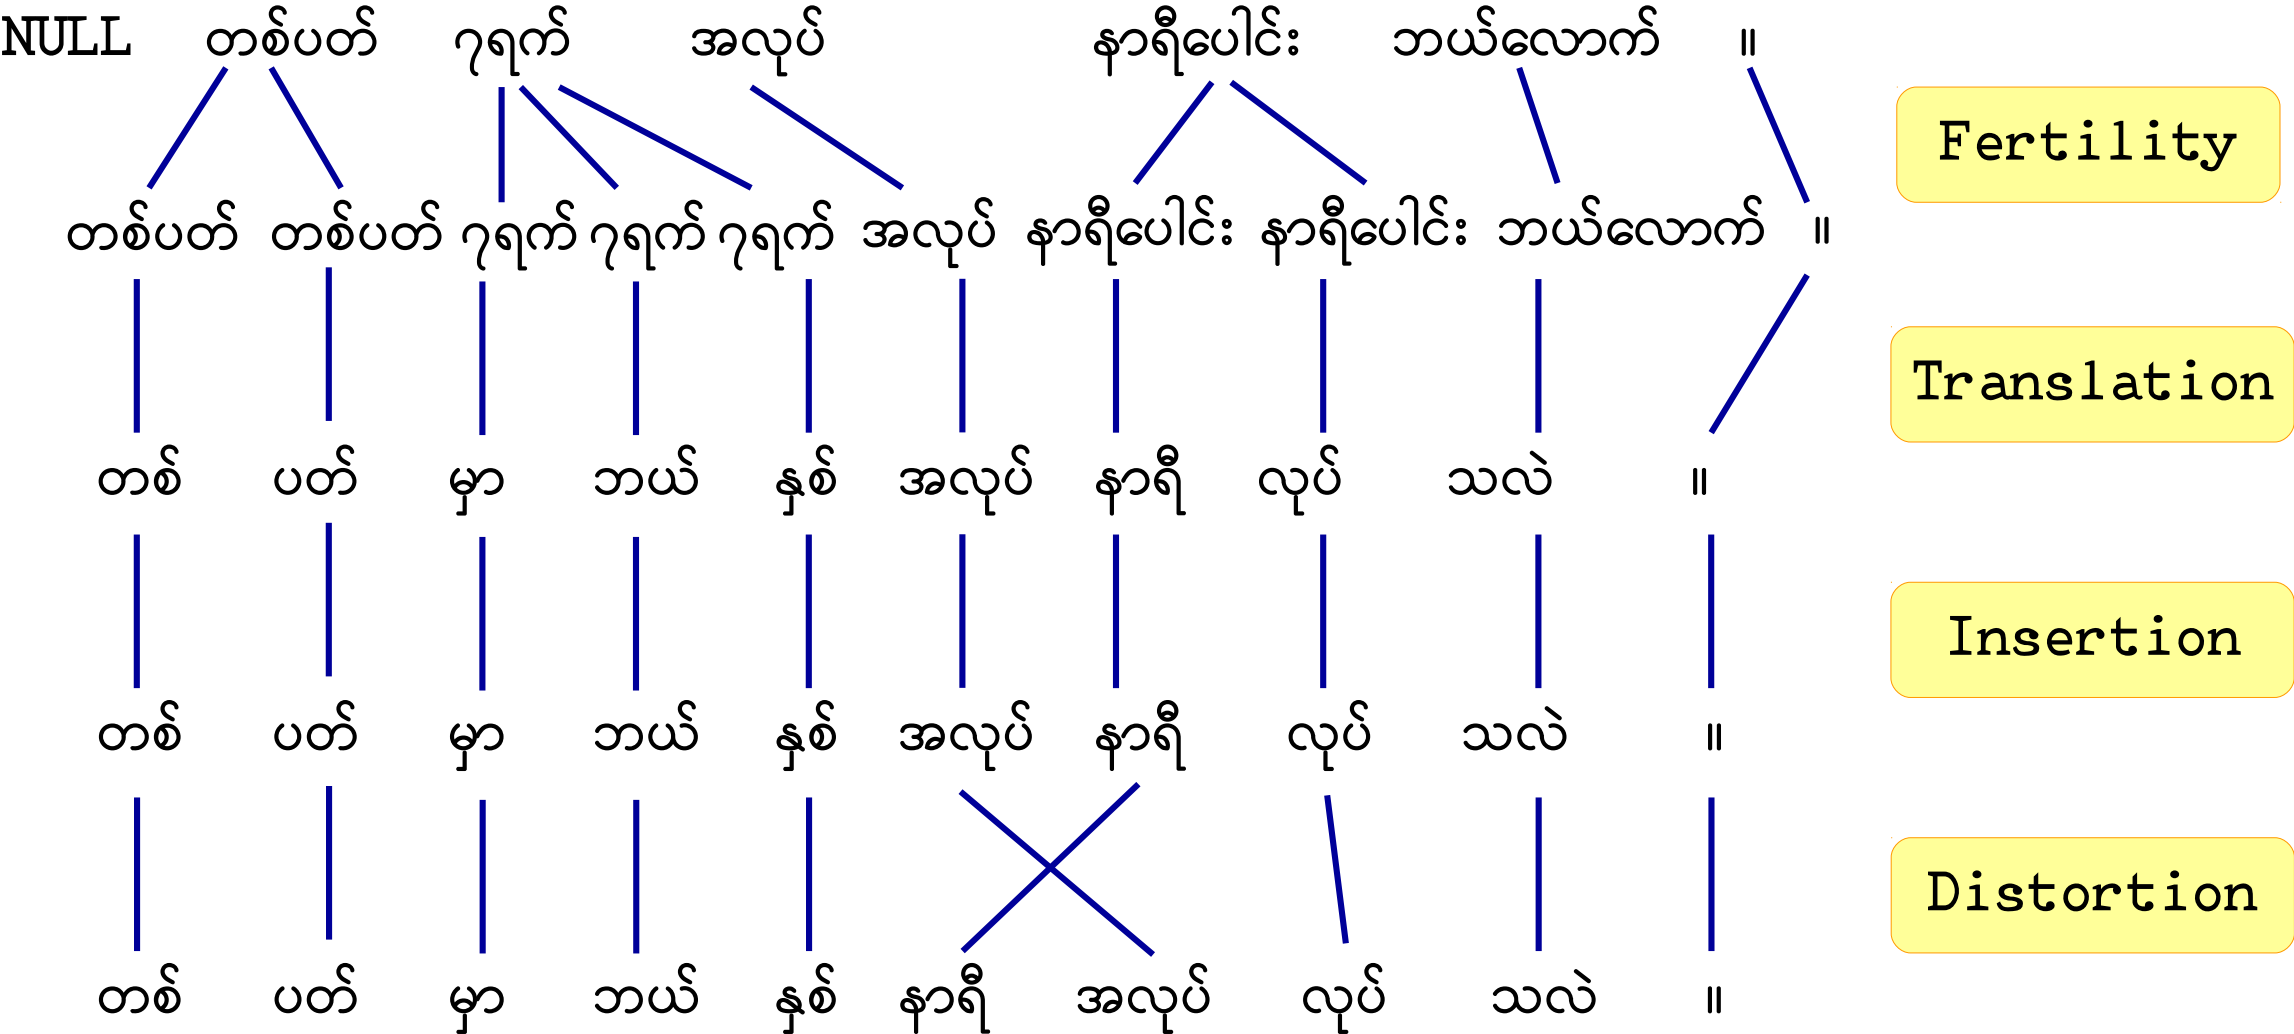 NULL တစ်ပတ် ၇ရက် အလုပ် နာရီပေါင်း ဘယ်လောက် ။
Fertility
တစ်ပတ် တစ်ပတ် ၇ရက် ၇ရက် ၇ရက် အလုပ် နာရီပေါင်း နာရီပေါင်း ဘယ်လောက် ။
Translation
တစ် ပတ် မှာ ဘယ် နှစ် အလုပ် နာရီ လုပ် သလဲ ။
Insertion
တစ် ပတ် မှာ ဘယ် နှစ် အလုပ် နာရီ လုပ် သလဲ ။
Distortion
တစ် ပတ် မှာ ဘယ် နှစ် နာရီ အလုပ် လုပ် သလဲ ။